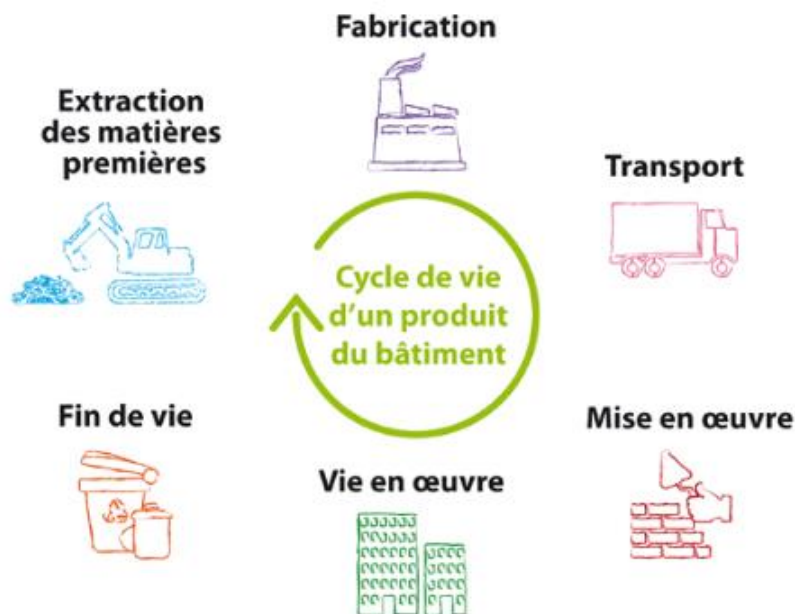 Fabrication
Extraction
des matières
premières
Transport
Cycle de vie
d'un produit
du bâtiment
Fin de vie
Mise en œuvre
Vie en œuvre